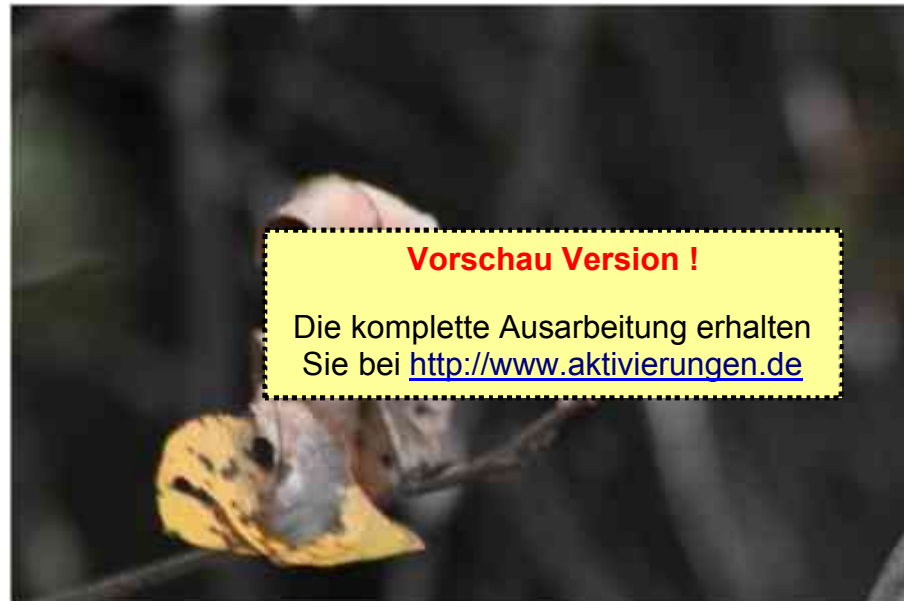 Vorschau Version !
Die komplette Ausarbeitung erhalten
Sie bei http://www.aktivierungen.de